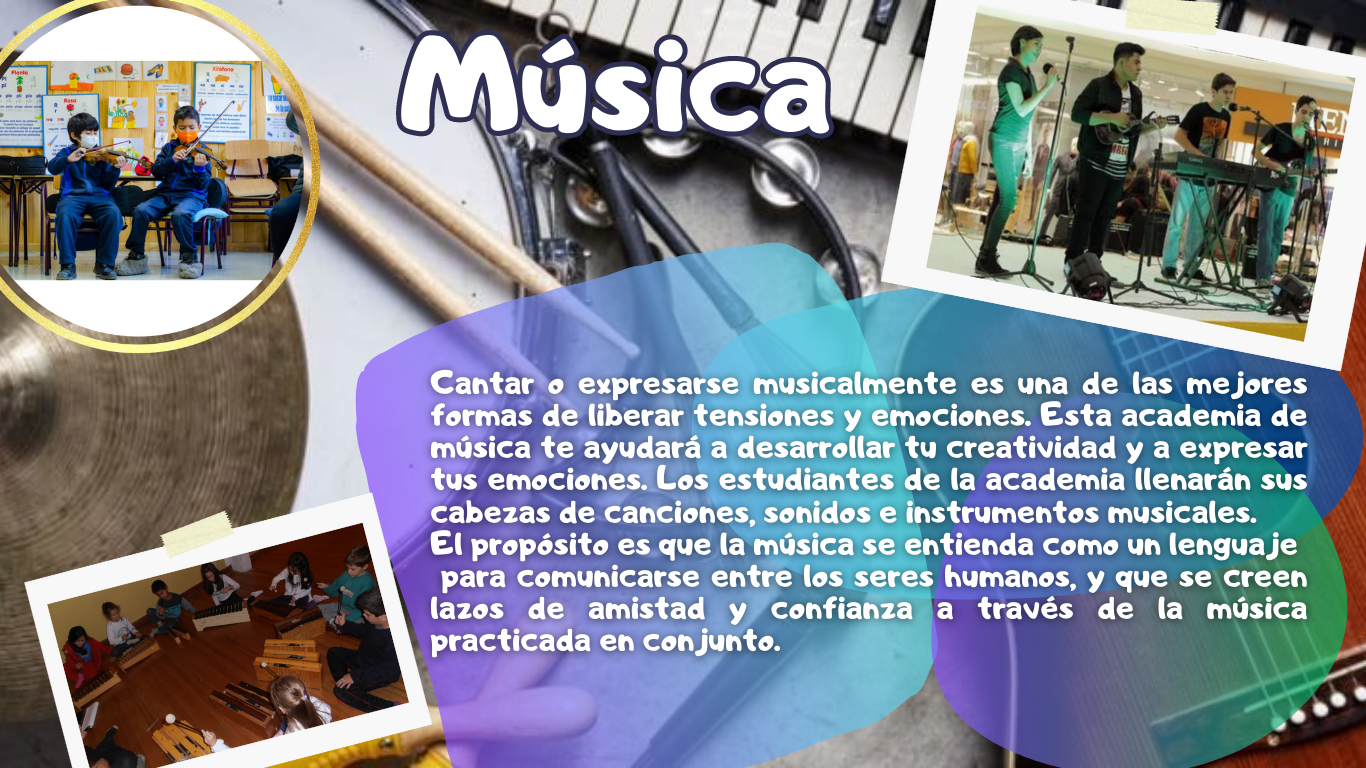 Música
Cantar o expresarse musicalmente es una de las mejores
formas de liberar tensiones y emociones. Esta academia de
música te ayudará a desarrollar tu creatividad y a expresar
tus emociones. Los estudiantes de la academia llenarán sus
cabezas de canciones, sonidos e instrumentos musicales.
El propósito es que la música se entienda como un lenguaje
para comunicarse entre los seres humanos, y que se creen
lazos de amistad y confianza a través de la música
practicada en conjunto.